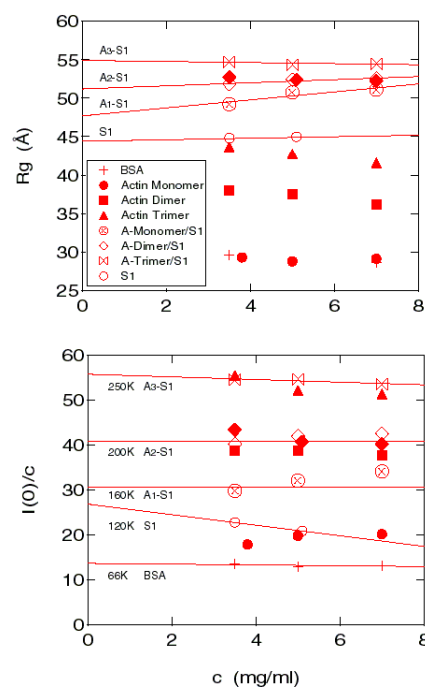 60
55
50
45
40
35
30
25
Rg (Å)
A3-S1
A2-S1
A1-S1
S1
BSA
Actin Monomer
Actin Dimer
Actin Trimer
A-Monomer/S1
A-Dimer/S1
A-Trimer/S1
S1
0 2 4 6 8
60
50
40
30
20
10
0
I(0)/c
250K A3-S1
200K A2-S1
160K A1-S1
120K S1
66K BSA
0 2 4 6 8
c (mg/ml)